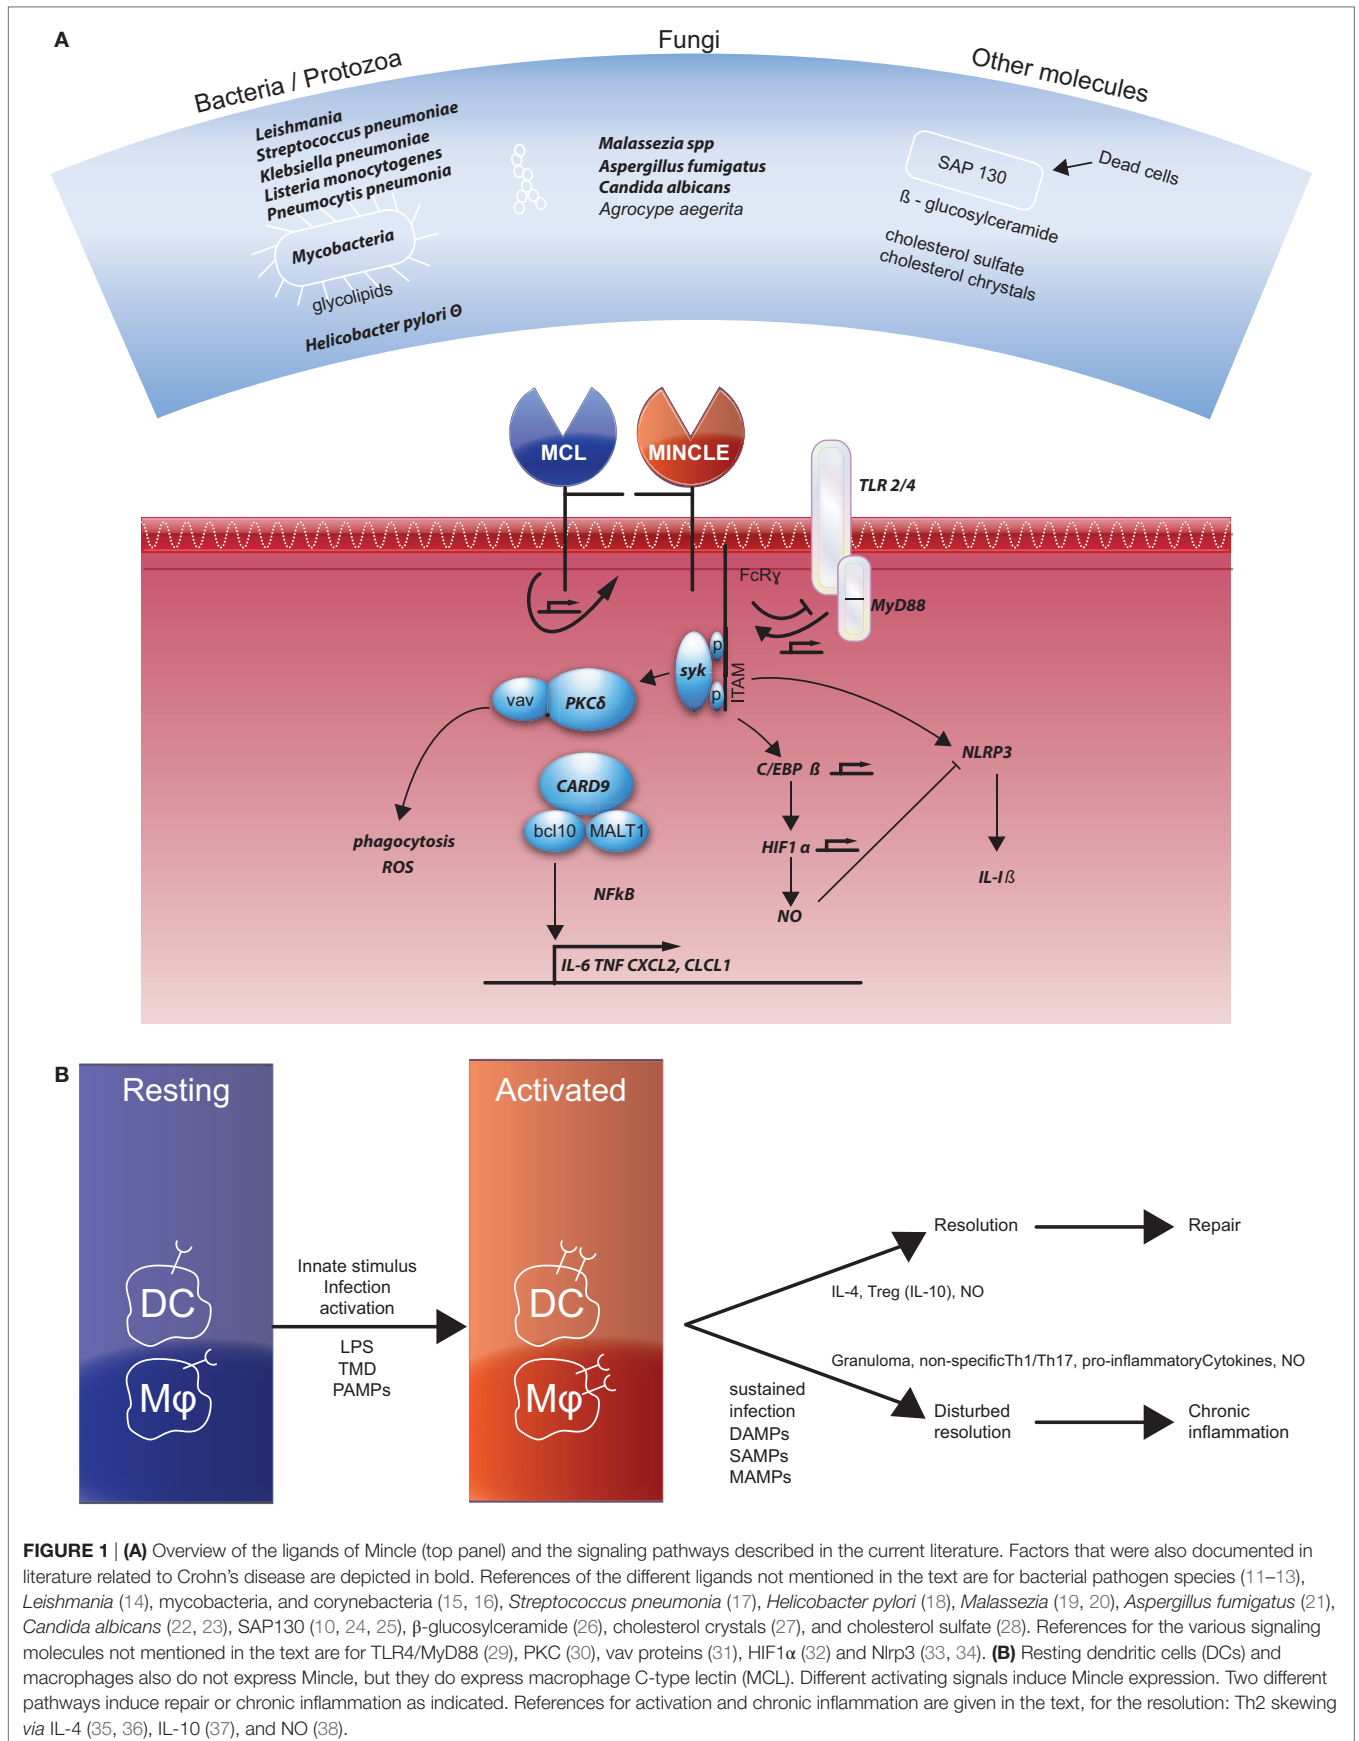 A
Bacteria / Protozoa
Fungi
Other molecules
Leishmania
Streptococcus pneumoniae
Klebsiella pneumoniae
Listeria monocytogenes
Pneumocytis pneumonia
Mycobacteria
glycolipids
Helicobacter pylori Θ
Malassezia spp
Aspergillus fumigatus
Candida albicans
Agrocype aegerita
SAP 130
Dead cells
ß - glucosylceramide
cholesterol sulfate
cholesterol chrystals
MCL
MINCLE
TLR 2/4
FcRɣ
MyD88
syk
p
p
ITAM
vav
PKCδ
CARD9
bcl10
MALT1
phagocytosis
ROS
NFkB
IL-6 TNF CXCL2, CLCL1
C/EBP ß
HIF1 α
NO
NLRP3
IL-I ß
B
Resting
DC
Mφ
Innate stimulus
Infection
activation
LPS
TMD
PAMPs
Activated
DC
Mφ
Resolution
Repair
IL-4, Treg (IL-10), NO
Granuloma, non-specificTh1/Th17, pro-inflammatoryCytokines, NO
sustained
infection
DAMPs
SAMPs
MAMPs
Disturbed
resolution
Chronic
inflammation
FIGURE 1 | (A) Overview of the ligands of Mincle (top panel) and the signaling pathways described in the current literature. Factors that were also documented in
literature related to Crohn's disease are depicted in bold. References of the different ligands not mentioned in the text are for bacterial pathogen species (11–13),
Leishmania (14), mycobacteria, and corynebacteria (15, 16), Streptococcus pneumonia (17), Helicobacter pylori (18), Malassezia (19, 20), Aspergillus fumigatus (21),
Candida albicans (22, 23), SAP130 (10, 24, 25), β-glucosylceramide (26), cholesterol crystals (27), and cholesterol sulfate (28). References for the various signaling
molecules not mentioned in the text are for TLR4/MyD88 (29), PKC (30), vav proteins (31), HIF1α (32) and Nlrp3 (33, 34). (B) Resting dendritic cells (DCs) and
macrophages also do not express Mincle, but they do express macrophage C-type lectin (MCL). Different activating signals induce Mincle expression. Two different
pathways induce repair or chronic inflammation as indicated. References for activation and chronic inflammation are given in the text, for the resolution: Th2 skewing
via IL-4 (35, 36), IL-10 (37), and NO (38).